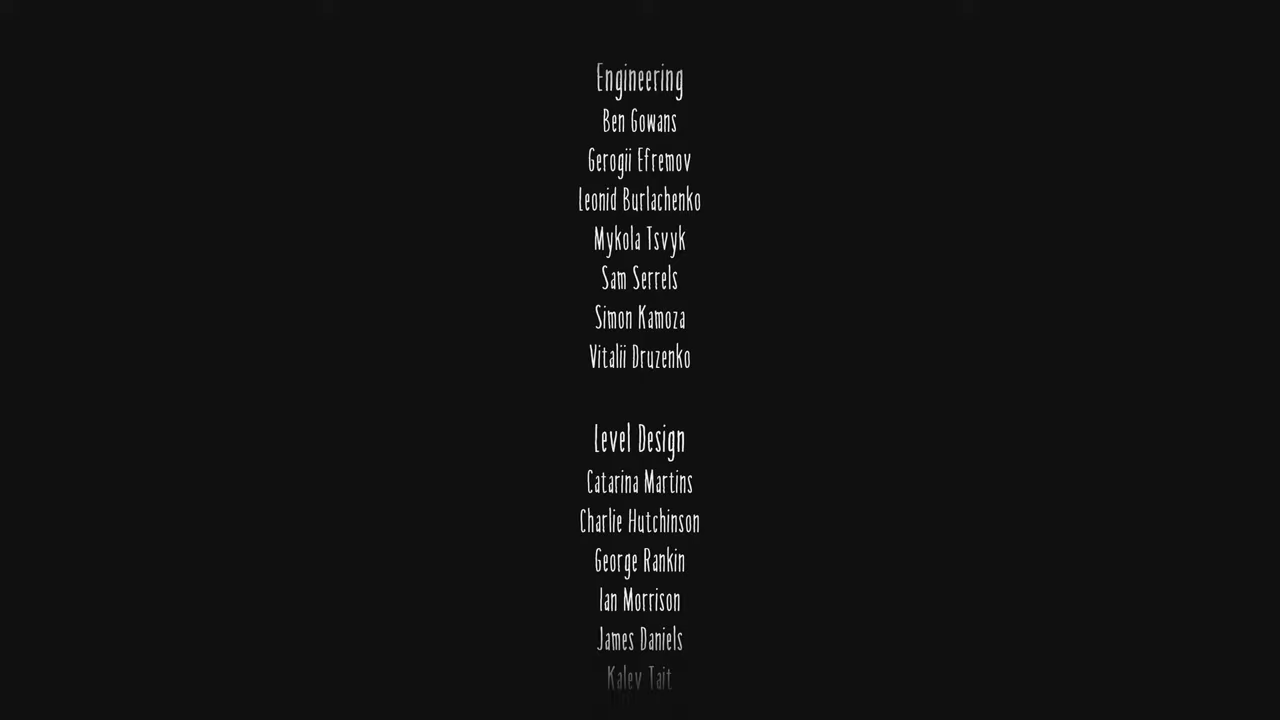 Engineering
Ben Gowans
Gerogii Efremov
Leonid Burlachenko
Mykola Tsvyk
Sam Serrels
Simon Kamoza
Vitalii Druzenko
Level Design
Catarina Martins
Charlie Hutchinson
George Rankin
Ian Morrison
James Daniels
Kalev Tait